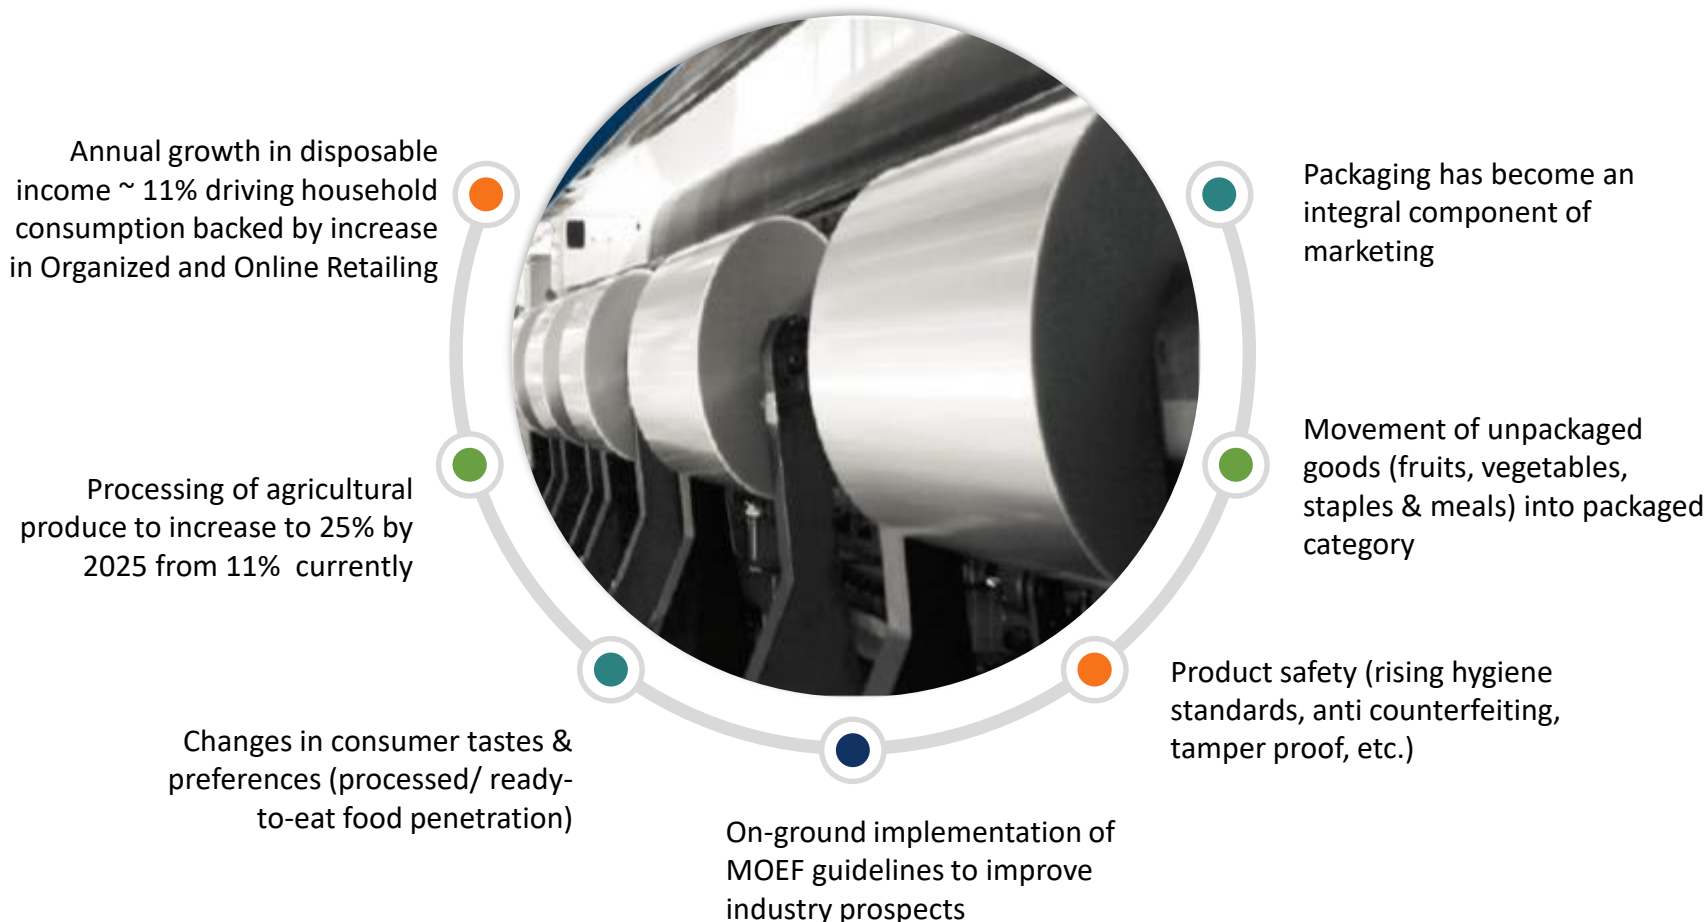 Annual growth in disposable
income ~ 11% driving household
consumption backed by increase
in Organized and Online Retailing
Processing of agricultural
produce to increase to 25% by
2025 from 11%  currently
Changes in consumer tastes &
preferences (processed/ ready-
to-eat food penetration)
On-ground implementation of
MOEF guidelines to improve
industry prospects
Product safety (rising hygiene
standards, anti counterfeiting,
tamper proof, etc.)
Movement of unpackaged
goods (fruits, vegetables,
staples & meals) into packaged
category
Packaging has become an
integral component of
marketing